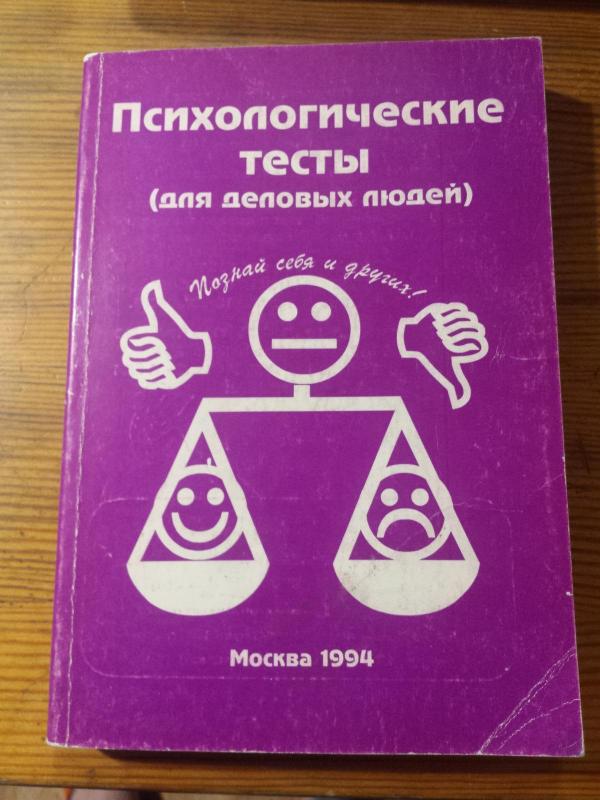 Психологические
тесты
(для деловых людей)
Познай себя и других!
Москва 1994